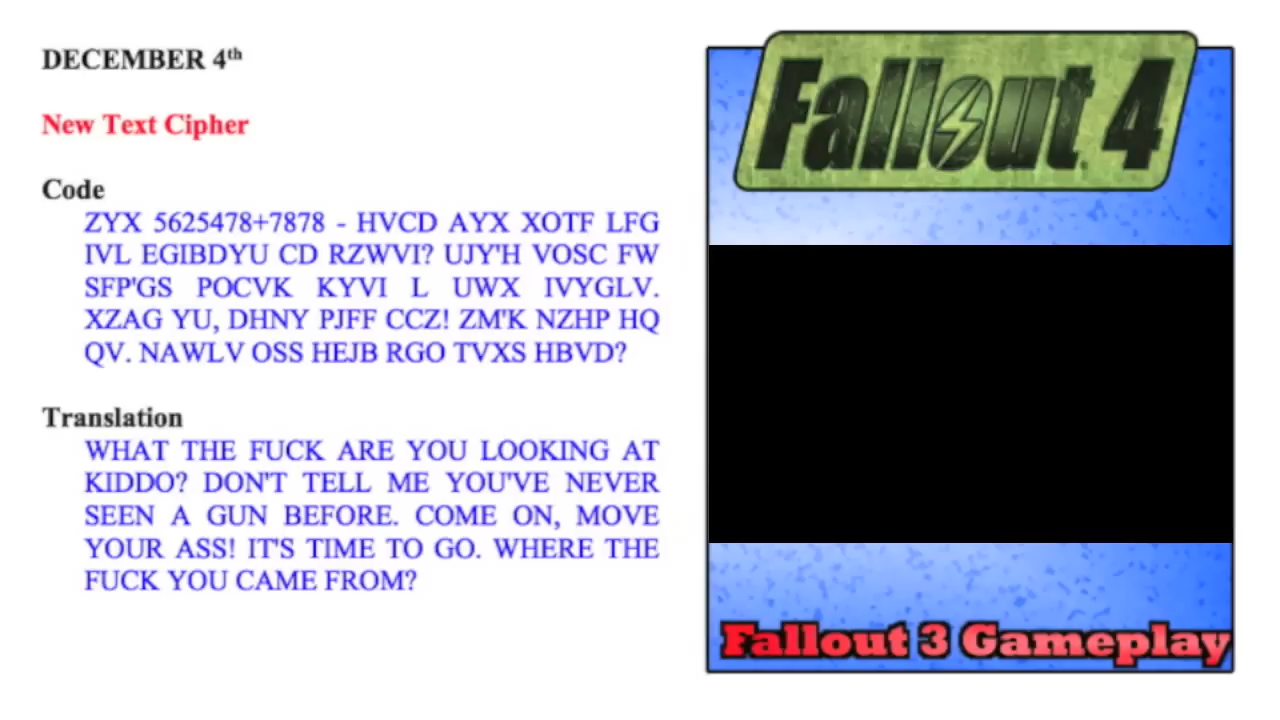 DECEMBER 4th
New Text Cipher
Code
ZYX 5625478+7878 - HVCD AYX XOTF LFG
IVL EGIBDYU CD RZWVI? UJY'H VOSC FW
SFP'GS POCVK KYVI L UWX IVYGLV.
XZAG YU, DHNY PJFF CCZ! ZM'K NZHP HQ
QV. NAWLV OSS HEJB RGO TVXS HBVD?
Translation
WHAT THE FUCK ARE YOU LOOKING AT
KIDDO? DON'T TELL ME YOU'VE NEVER
SEEN A GUN BEFORE. COME ON, MOVE
YOUR ASS! IT'S TIME TO GO. WHERE THE
FUCK YOU CAME FROM?
Fallout 4
Fallout 3 Gameplay